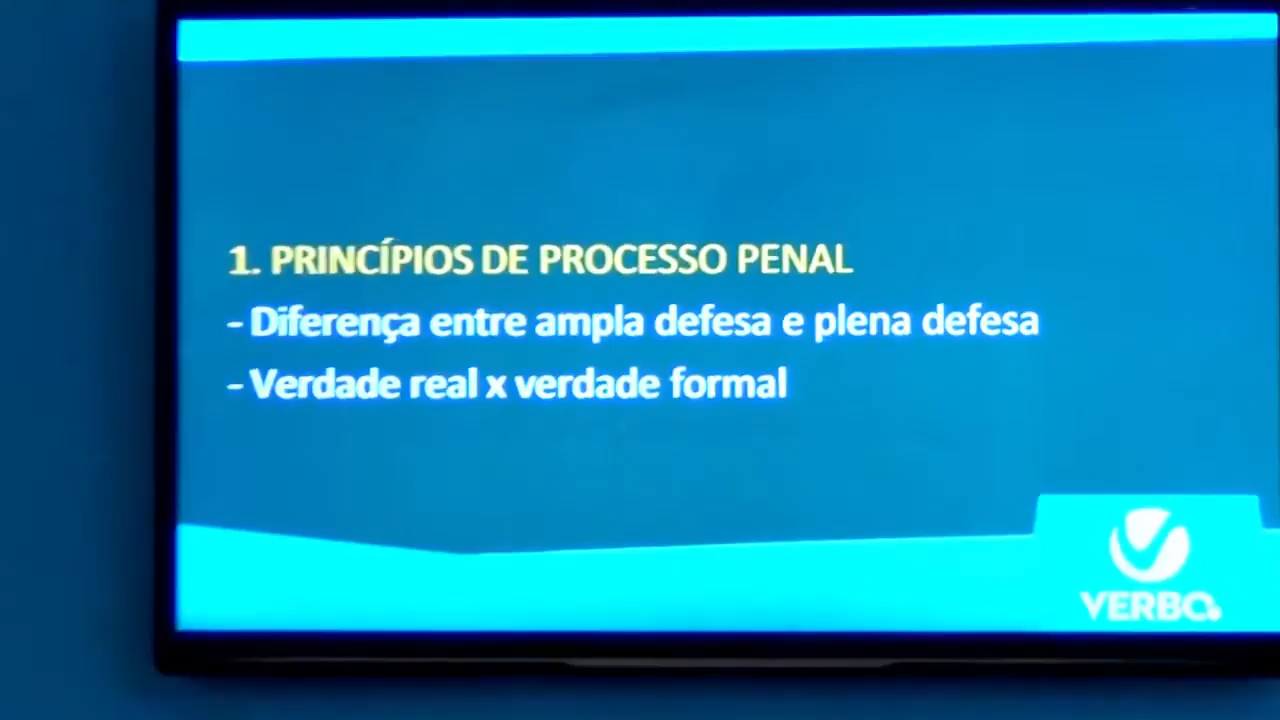 1. PRINCÍPIOS DE PROCESSO PENAL
- Diferença entre ampla defesa e plena defesa
- Verdade real x verdade formal
VERBO